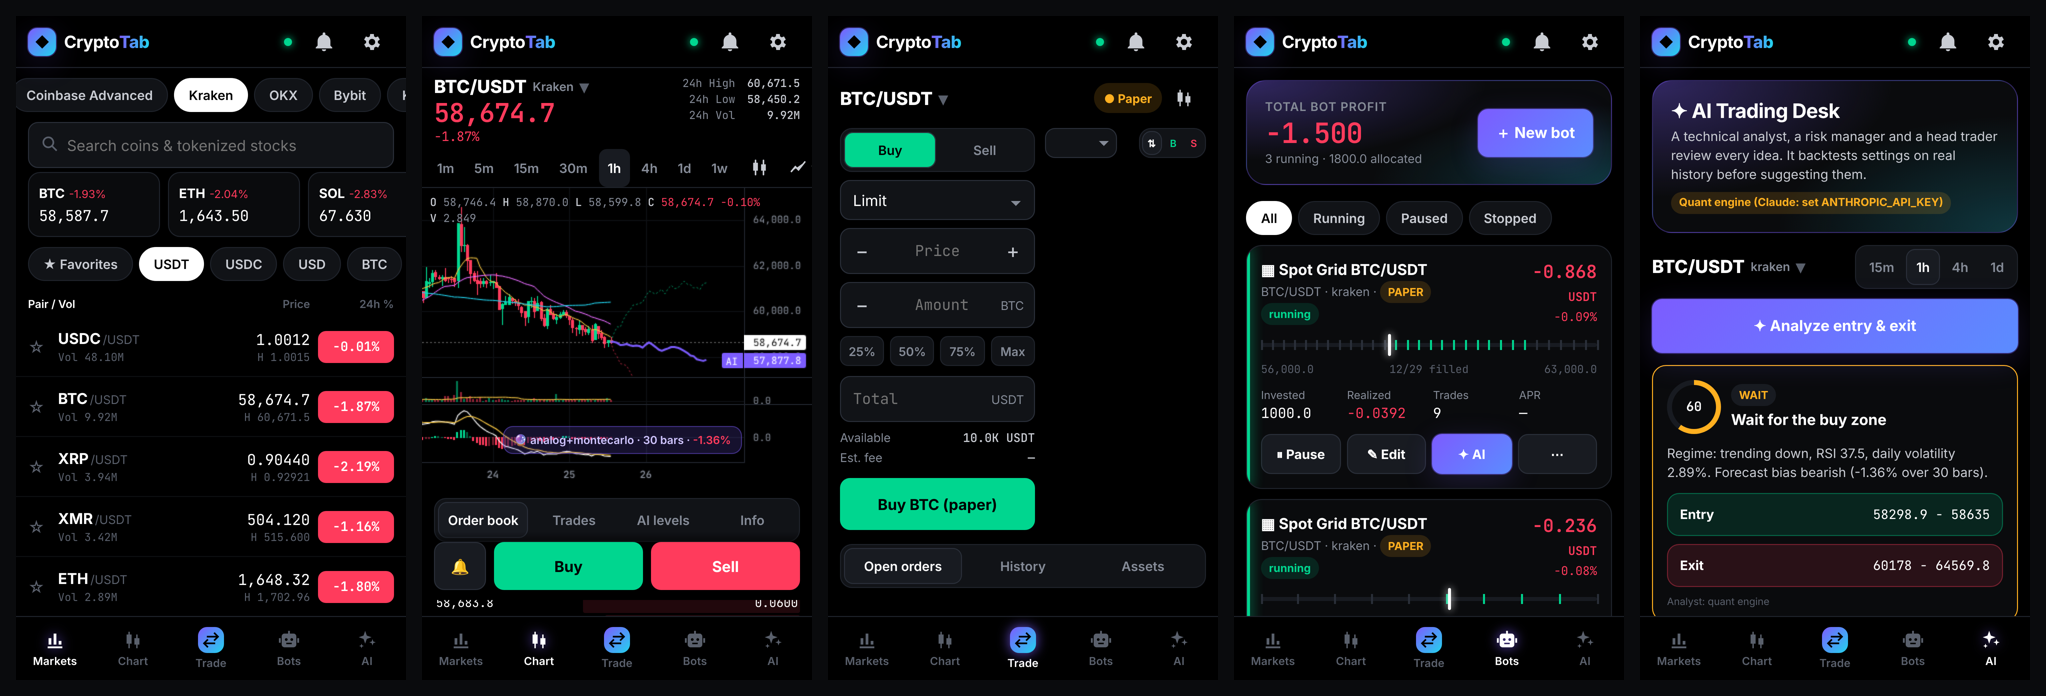 CryptoTab
Coinbase Advanced Kraken OKX Bybit
Search coins & tokenized stocks
BTC -1.93% ETH -2.04% SOL -2.83%
58,587.7 1,643.50 67.630
★ Favorites USDT USDC USD BTC
Pair / Vol Price 24h %
USDC/USDT 1.0012 -0.01%
Vol 48.10M H 1.0015
BTC/USDT 58,674.7 -1.87%
Vol 9.92M H 60,671.5
XRP/USDT 0.90440 -2.19%
Vol 3.94M H 0.92921
XMR/USDT 504.120 -1.16%
Vol 3.42M H 515.600
ETH/USDT 1,648.32 -1.80%
Vol 2.89M H 1,702.96
Markets Chart Trade Bots AI
CryptoTab
BTC/USDT Kraken ▼
24h High 60,671.5
58,674.7
24h Low 58,450.2
24h Vol 9.92M
-1.87%
1m 5m 15m 30m 1h 4h 1d 1w
O 58,746.4 H 58,870.0 L 58,599.8 C 58,674.7 -0.10%
V 2.849
64,000.0
62,000.0
60,000.0
58,674.7
AI 57,877.8
0.0
analog+montecarlo · 30 bars · -1.36%
0.0
24 25 26
Order book Trades AI levels Info
Buy Sell
58,683.8 0.0600
Markets Chart Trade Bots AI
CryptoTab
BTC/USDT ▼ Paper
Buy Sell
B S
Limit
− Price +
− Amount BTC
25% 50% 75% Max
Total USDT
Available 10.0K USDT
Est. fee —
Buy BTC (paper)
Open orders History Assets
Markets Chart Trade Bots AI
CryptoTab
TOTAL BOT PROFIT
-1.500
+ New bot
3 running · 1800.0 allocated
All Running Paused Stopped
Spot Grid BTC/USDT -0.868
BTC/USDT · kraken · PAPER USDT
running -0.09%
56,000.0 12/29 filled 63,000.0
Invested Realized Trades APR
1000.0 -0.0392 9 —
Pause Edit AI ···
Spot Grid BTC/USDT -0.236
BTC/USDT · kraken · PAPER USDT
running -0.08%
Markets Chart Trade Bots AI
CryptoTab
AI Trading Desk
A technical analyst, a risk manager and a head trader
review every idea. It backtests settings on real
history before suggesting them.
Quant engine (Claude: set ANTHROPIC_API_KEY)
BTC/USDT kraken ▼ 15m 1h 4h 1d
Analyze entry & exit
60
WAIT
Wait for the buy zone
Regime: trending down, RSI 37.5, daily volatility
2.89%. Forecast bias bearish (-1.36% over 30 bars).
Entry 58298.9 - 58635
Exit 60178 - 64569.8
Analyst: quant engine
Markets Chart Trade Bots AI